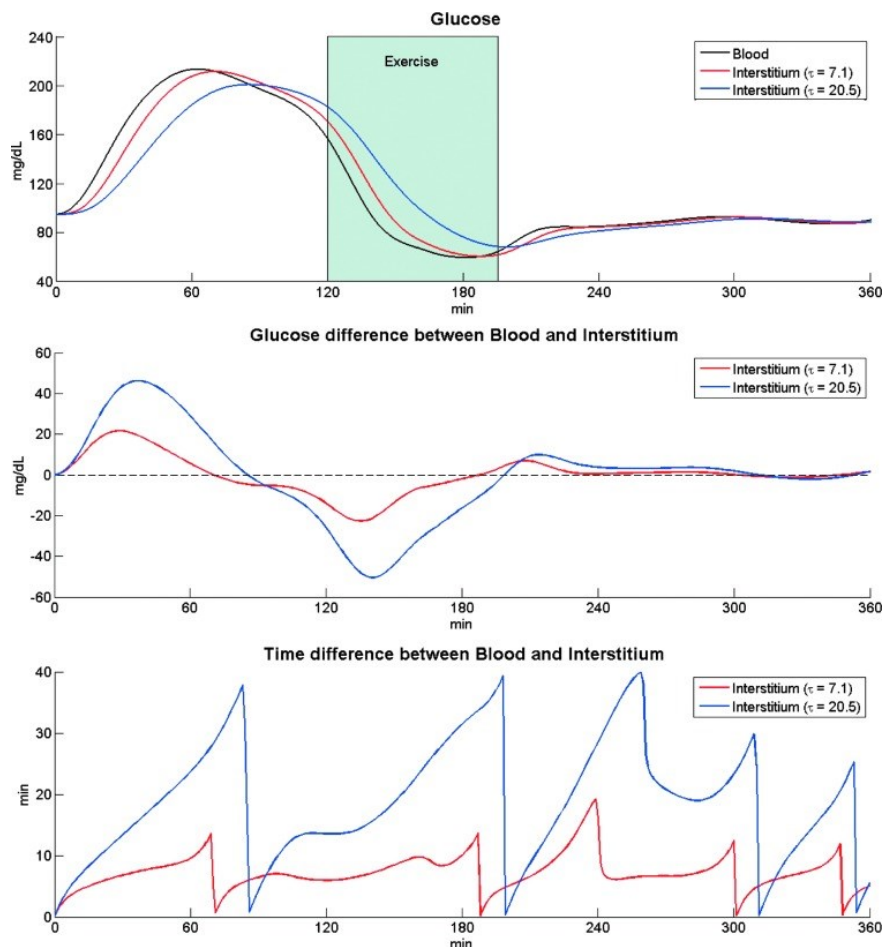 Glucose
240
200
160
120
80
40
mg/dL
Exercise
Blood
Interstitium (τ = 7.1)
Interstitium (τ = 20.5)
0 60 120 180 240 300 360
min
Glucose difference between Blood and Interstitium
60
40
20
0
-20
-40
-60
mg/dL
Interstitium (τ = 7.1)
Interstitium (τ = 20.5)
0 60 120 180 240 300 360
min
Time difference between Blood and Interstitium
40
30
20
10
0
min
Interstitium (τ = 7.1)
Interstitium (τ = 20.5)
0 60 120 180 240 300 360
min